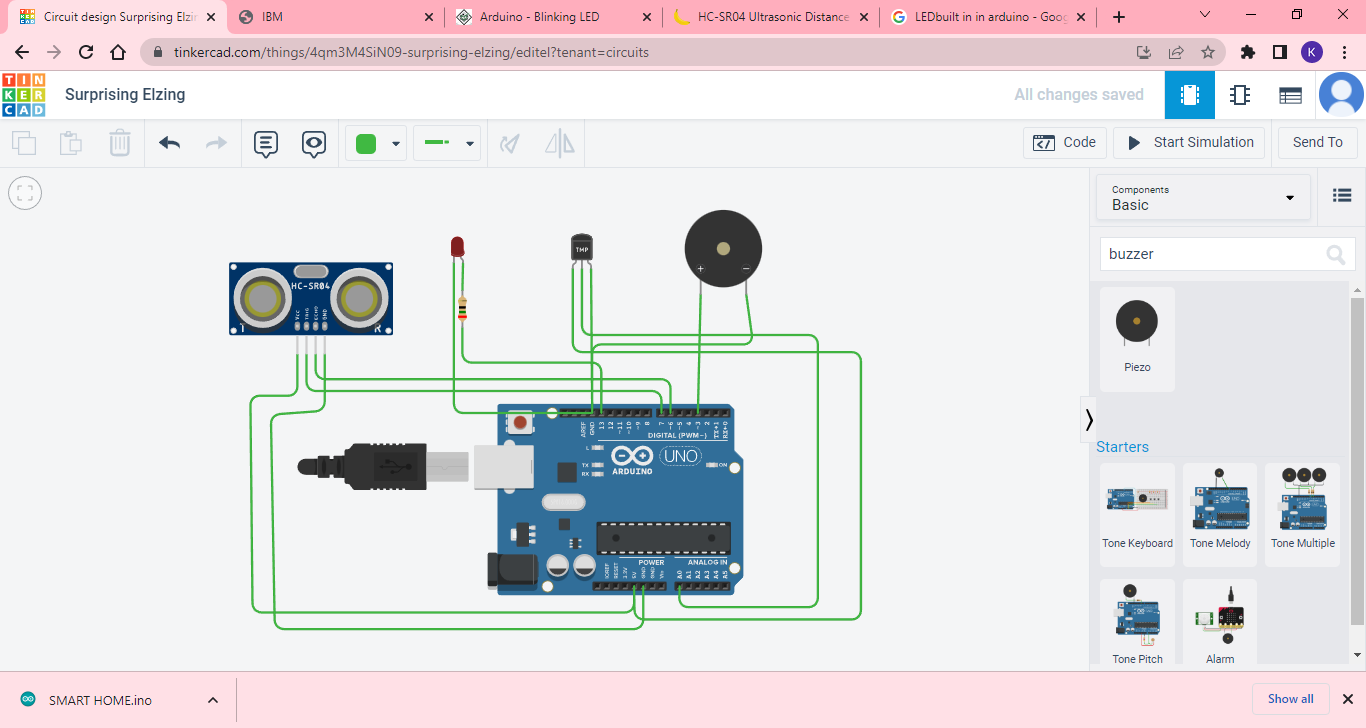 Circuit design Surprising Elzin
IBM
Arduino - Blinking LED
HC-SR04 Ultrasonic Distance
LEDbuilt in in arduino - Goog
tinkercad.com/things/4qm3M4SiN09-surprising-elzing/editel?tenant=circuits
K
TIN
KER
CAD
Surprising Elzing
All changes saved
Code
Start Simulation
Send To
Components
Basic
buzzer
Piezo
Starters
Tone Keyboard
Tone Melody
Tone Multiple
Tone Pitch
Alarm
HC-SR04
VCC
TRIG
ECHO
GND
T
R
TMP
+
−
AREF
GND
13
12
~11
~10
~9
8
7
~6
~5
4
~3
2
TX→1
RX←0
DIGITAL (PWM~)
L
TX
RX
ARDUINO
UNO
ON
POWER
ANALOG IN
IOREF
RESET
3.3V
5V
GND
GND
Vin
A0
A1
A2
A3
A4
A5
SMART HOME.ino
Show all